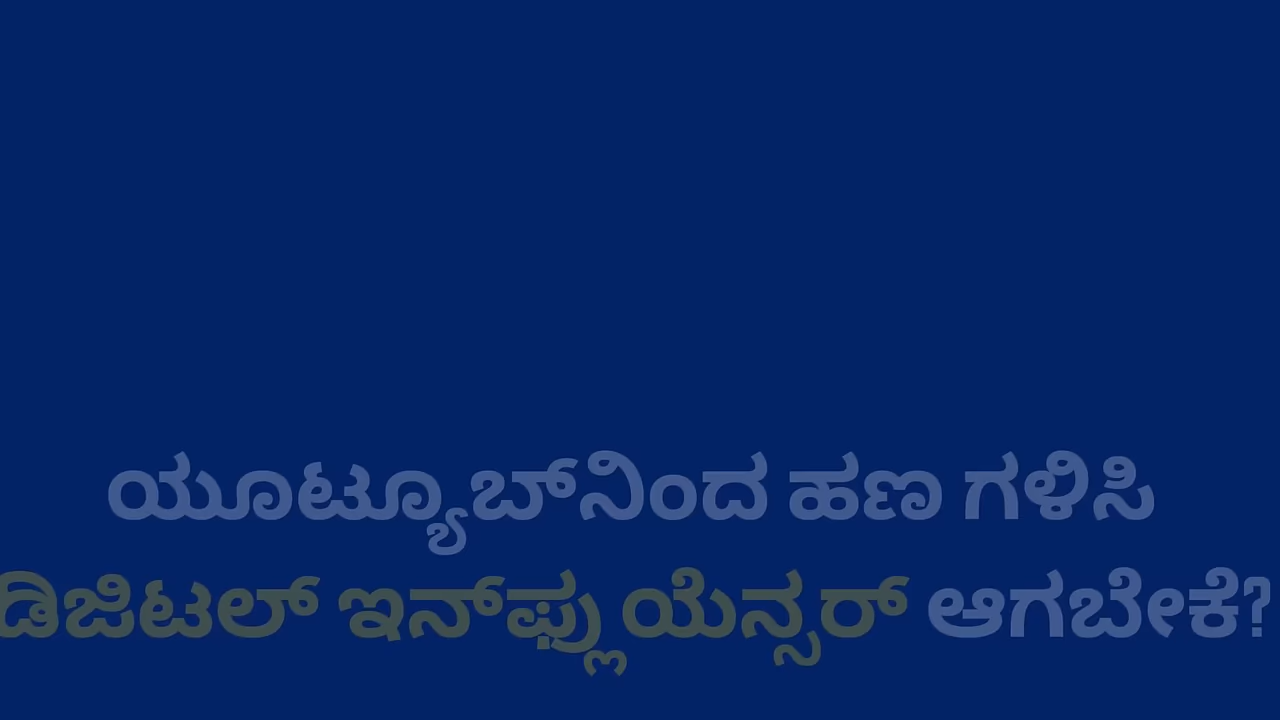 ಯೂಟ್ಯೂಬ್‌ನಿಂದ ಹಣ ಗಳಿಸಿ
ಡಿಜಿಟಲ್ ಇನ್‌ಫ್ಲುಯೆನ್ಸರ್ ಆಗಬೇಕೆ?